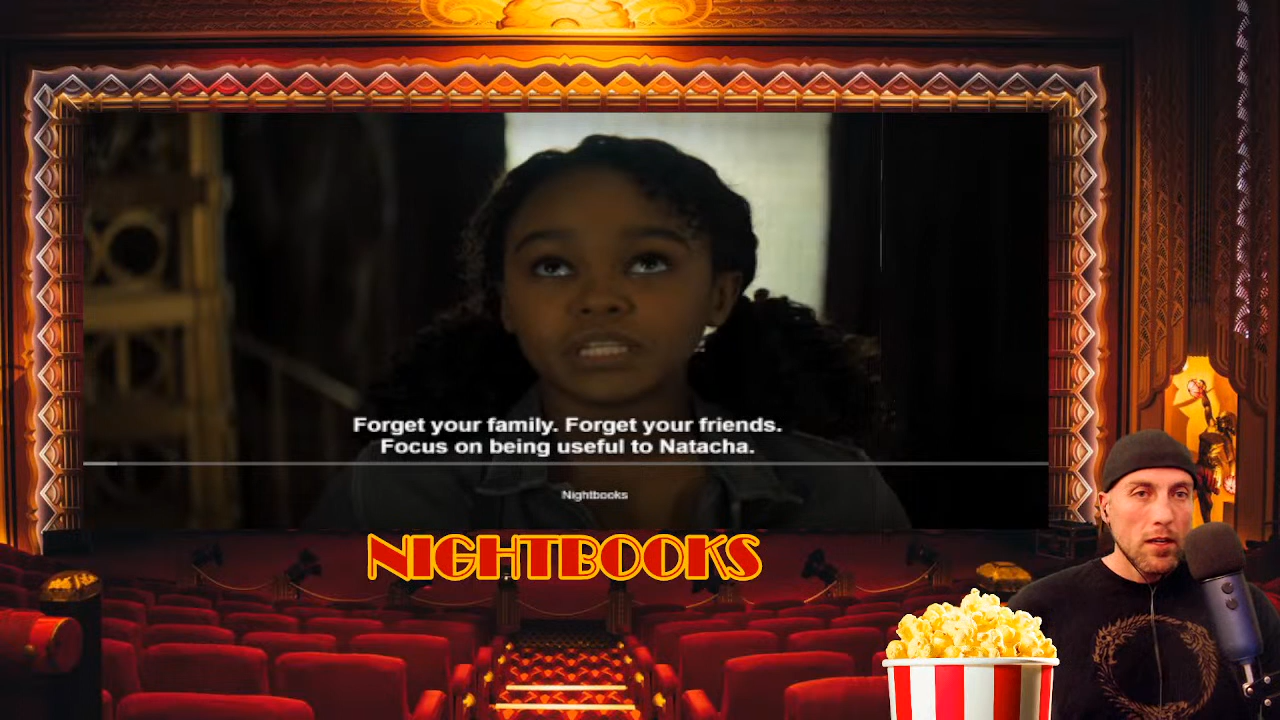 Forget your family. Forget your friends.
Focus on being useful to Natacha.
Nightbooks
NIGHTBOOKS